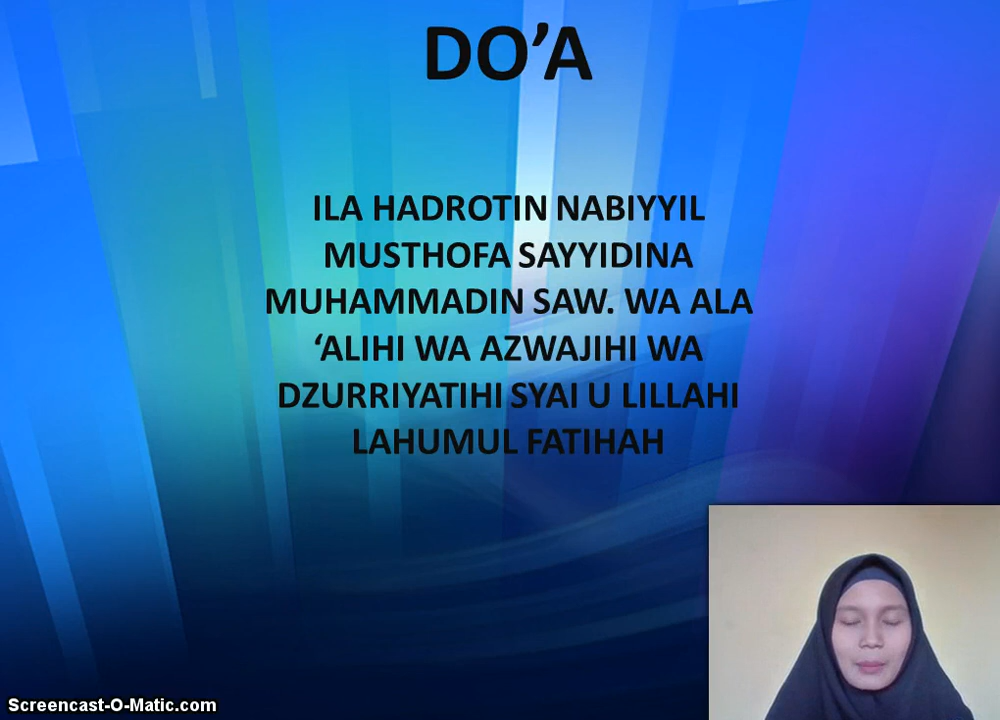 DO’A
ILA HADROTIN NABIYYIL
MUSTHOFA SAYYIDINA
MUHAMMADIN SAW. WA ALA
‘ALIHI WA AZWAJIHI WA
DZURRIYATIHI SYAI U LILLAHI
LAHUMUL FATIHAH
Screencast-O-Matic.com